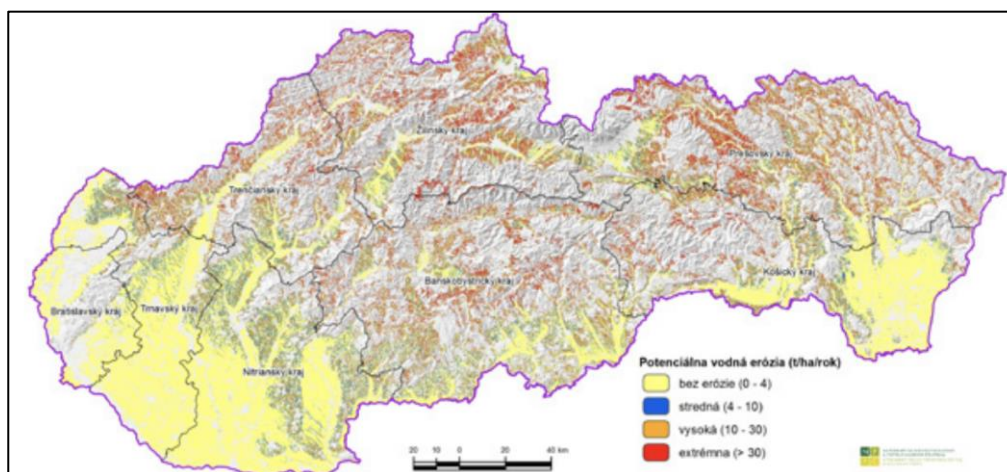 Žilinský kraj
Prešovský kraj
Trenčiansky kraj
Košický kraj
Banskobystrický kraj
Bratislavský kraj
Trnavský kraj
Nitriansky kraj
Potenciálna vodná erózia (t/ha/rok)
bez erózie (0 - 4)
stredná (4 - 10)
vysoká (10 - 30)
extrémna (> 30)
20 10 0 20 40 km